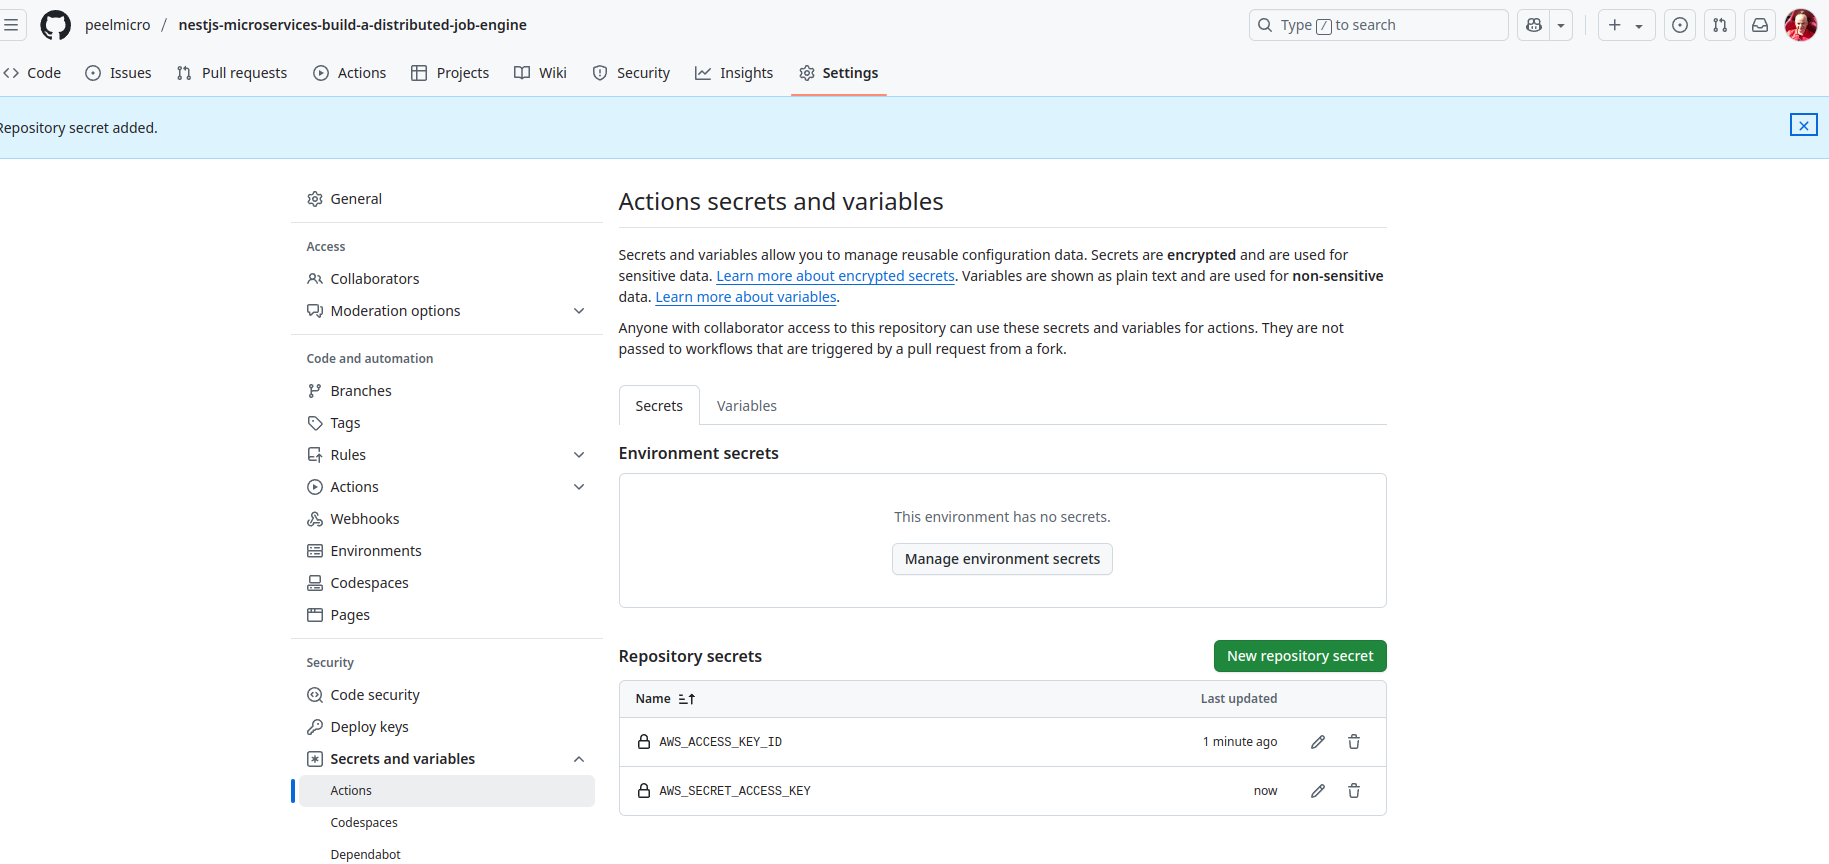 peelmicro / nestjs-microservices-build-a-distributed-job-engine
Type / to search
Code Issues Pull requests Actions Projects Wiki Security Insights Settings
Repository secret added.
General
Access
Collaborators
Moderation options
Code and automation
Branches
Tags
Rules
Actions
Webhooks
Environments
Codespaces
Pages
Security
Code security
Deploy keys
Secrets and variables
Actions
Codespaces
Dependabot
Actions secrets and variables
Secrets and variables allow you to manage reusable configuration data. Secrets are encrypted and are used for
sensitive data. Learn more about encrypted secrets. Variables are shown as plain text and are used for non-sensitive
data. Learn more about variables.
Anyone with collaborator access to this repository can use these secrets and variables for actions. They are not
passed to workflows that are triggered by a pull request from a fork.
Secrets Variables
Environment secrets
This environment has no secrets.
Manage environment secrets
Repository secrets
New repository secret
Name Last updated
AWS_ACCESS_KEY_ID 1 minute ago
AWS_SECRET_ACCESS_KEY now